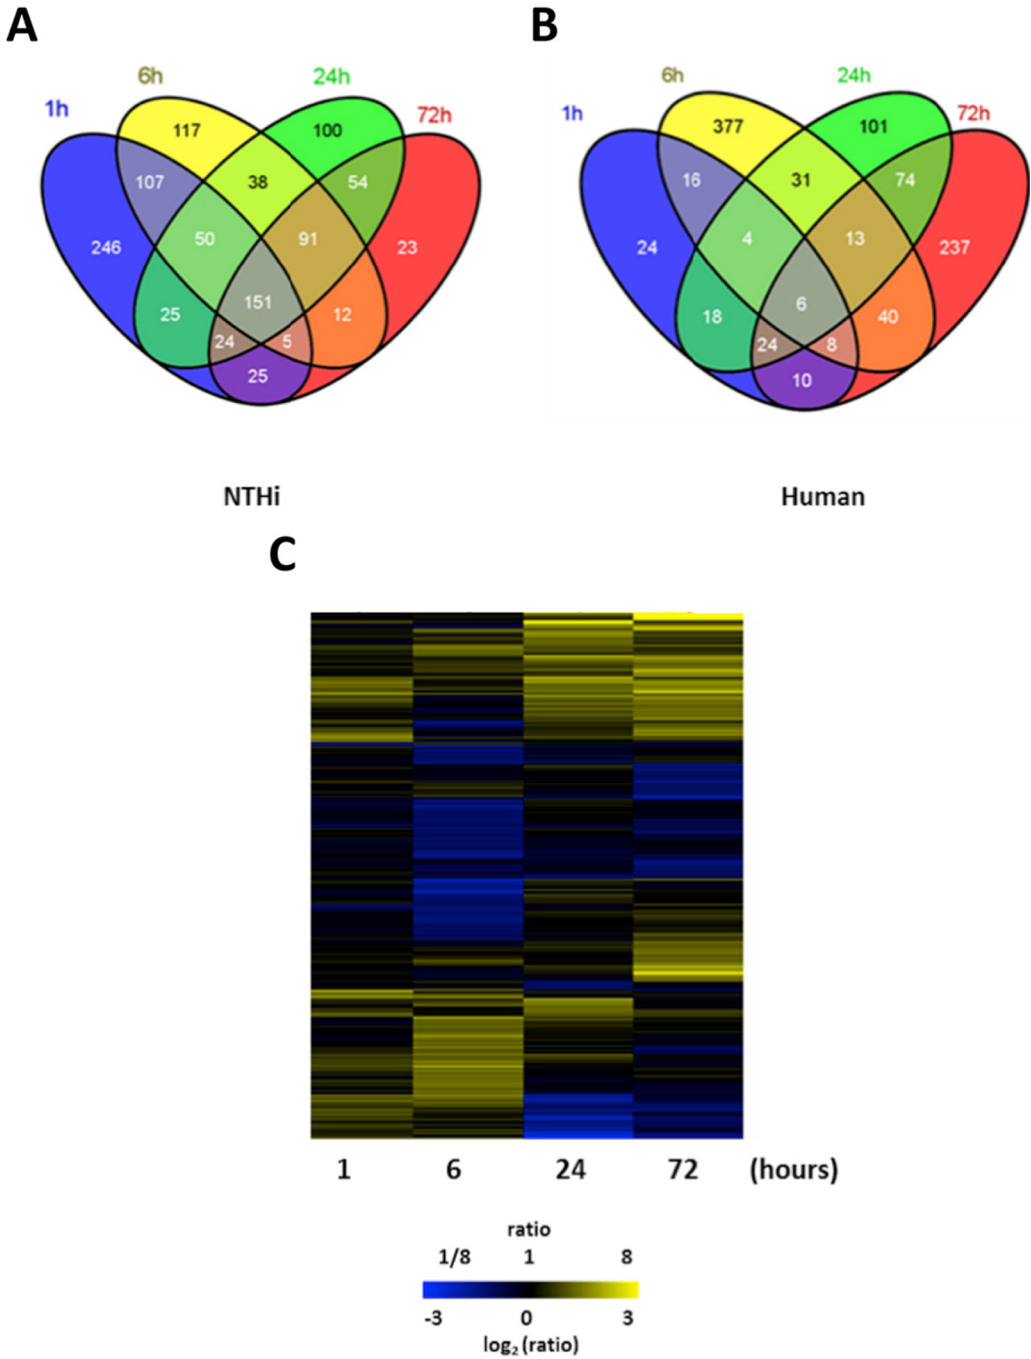 A
B
6h
24h
1h
72h
117
100
107
38
54
246
50
91
23
25
151
12
24
5
25
NTHi
6h
24h
1h
72h
377
101
16
31
74
24
4
13
237
18
6
40
24
8
10
Human
C
1 6 24 72 (hours)
ratio
1/8 1 8
-3 0 3
log₂ (ratio)